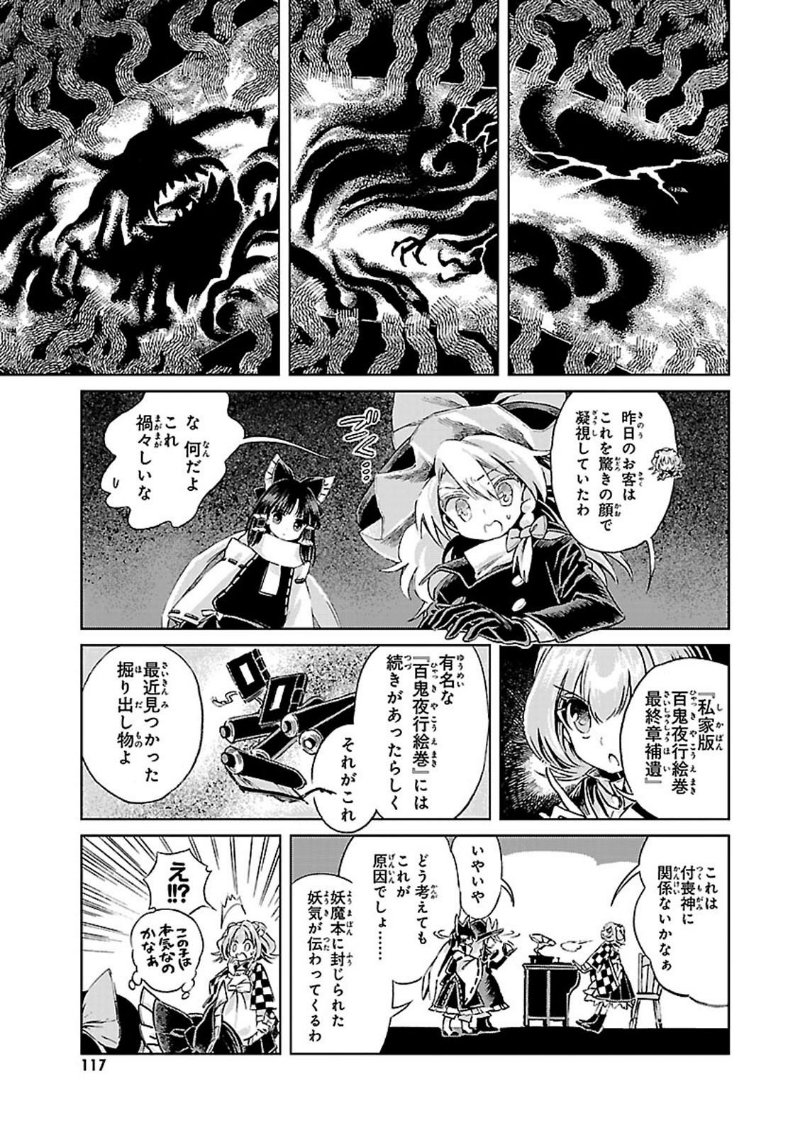 昨日のお客は
これを驚きの顔で
凝視していたわ
ごく…
な 何だよ
これ
禍々しいな
『私家版
百鬼夜行絵巻
最終章補遺』
有名な
『百鬼夜行絵巻』には
続きがあったらしく
それがこれ
最近見つかった
掘り出し物よ
これは
付喪神に
関係ないかなぁ
いやいや
どう考えても
これが
原因でしょ……
妖魔本に封じられた
妖気が伝わってくるわ
え!!?
この子は
本気なの
かなぁ
117